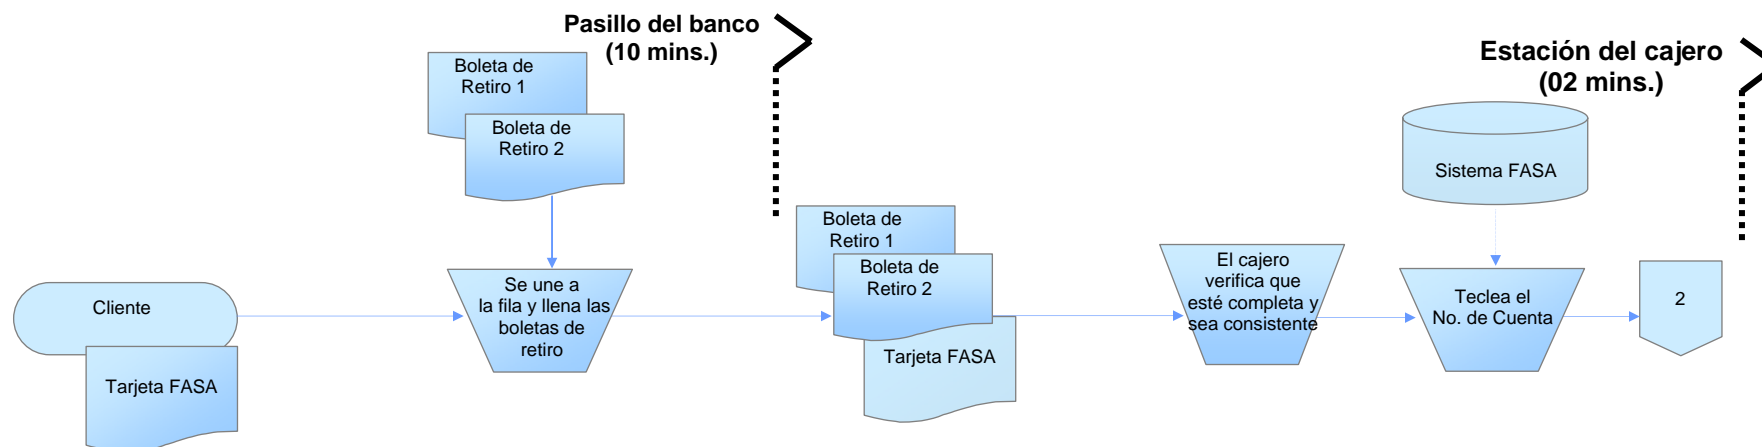 Pasillo del banco
(10 mins.)
Estación del cajero
(02 mins.)
Boleta de
Retiro 1
Boleta de
Retiro 2
Sistema FASA
Boleta de
Retiro 1
Boleta de
Retiro 2
Tarjeta FASA
Cliente
Tarjeta FASA
Se une a
la fila y llena las
boletas de
retiro
El cajero
verifica que
esté completa y
sea consistente
Teclea el
No. de Cuenta
2